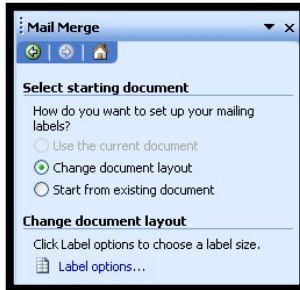 Mail Merge
Select starting document
How do you want to set up your mailing
labels?
Use the current document
Change document layout
Start from existing document
Change document layout
Click Label options to choose a label size.
Label options...